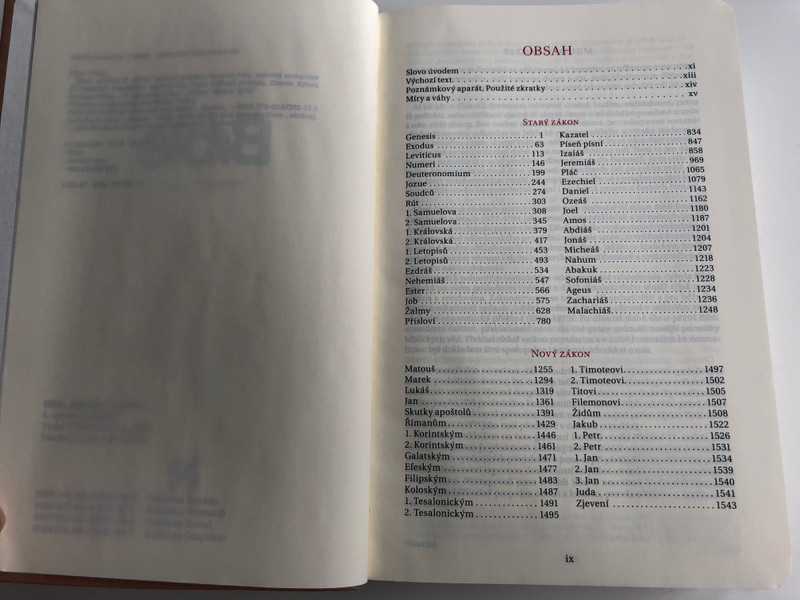 OBSAH
Slovo úvodem xi
Výchozí text xiii
Poznámkový aparát, Použité zkratky xiv
Míry a váhy xv
STARÝ ZÁKON
Genesis 1
Exodus 63
Leviticus 113
Numeri 146
Deuteronomium 199
Jozue 244
Soudců 274
Rút 303
1. Samuelova 308
2. Samuelova 345
1. Královská 379
2. Královská 417
1. Letopisů 453
2. Letopisů 493
Ezdráš 534
Nehemiáš 547
Ester 566
Job 575
Žalmy 628
Přísloví 780
Kazatel 834
Píseň písní 847
Izaiáš 858
Jeremiáš 969
Pláč 1065
Ezechiel 1079
Daniel 1143
Ozeáš 1162
Joel 1180
Amos 1187
Abdiáš 1201
Jonáš 1204
Micheáš 1207
Nahum 1218
Abakuk 1223
Sofoniáš 1228
Ageus 1234
Zachariáš 1236
Malachiáš 1248
NOVÝ ZÁKON
Matouš 1255
Marek 1294
Lukáš 1319
Jan 1361
Skutky apoštolů 1391
Římanům 1429
1. Korintským 1446
2. Korintským 1461
Galatským 1471
Efeským 1477
Filipským 1483
Koloským 1487
1. Tesalonickým 1491
2. Tesalonickým 1495
1. Timoteovi 1497
2. Timoteovi 1502
Titovi 1505
Filemonovi 1507
Židům 1508
Jakub 1522
1. Petr 1526
2. Petr 1531
1. Jan 1534
2. Jan 1539
3. Jan 1540
Juda 1541
Zjevení 1543
ix